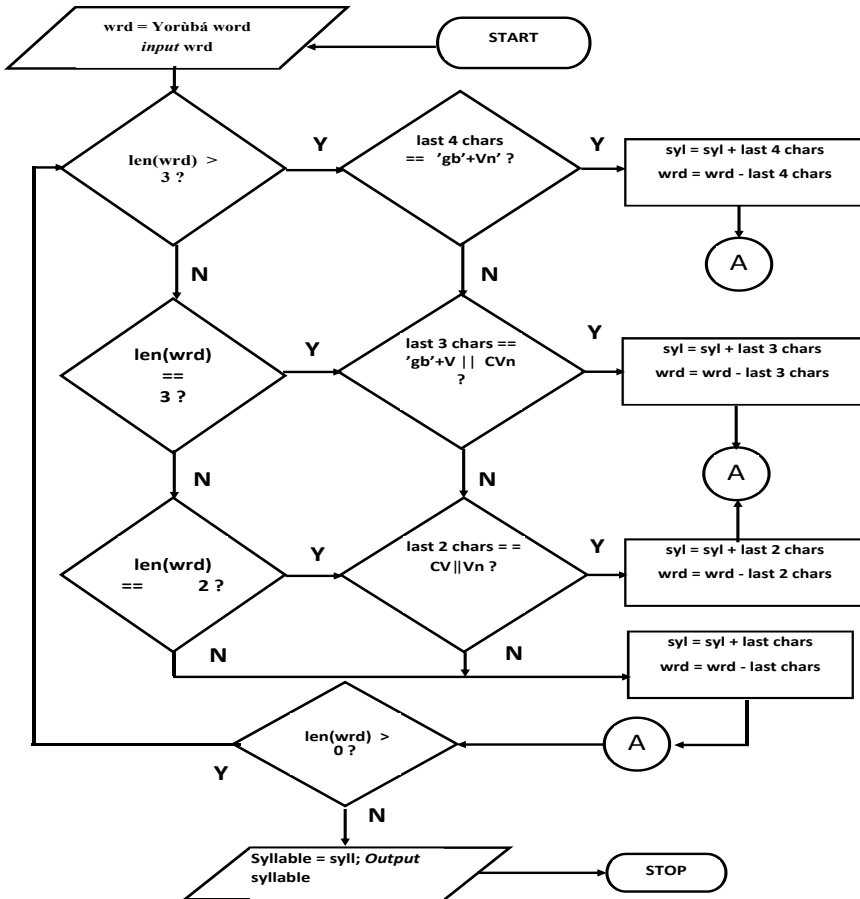 wrd = Yorùbá word
input wrd
START
len(wrd) >
3 ?
Y
last 4 chars
== 'gb'+Vn' ?
Y
syl = syl + last 4 chars
wrd = wrd - last 4 chars
A
N
N
len(wrd)
==
3 ?
Y
last 3 chars ==
'gb'+V || CVn
?
Y
syl = syl + last 3 chars
wrd = wrd - last 3 chars
A
N
N
len(wrd)
== 2 ?
Y
last 2 chars = =
CV||Vn ?
Y
syl = syl + last 2 chars
wrd = wrd - last 2 chars
N
N
syl = syl + last chars
wrd = wrd - last chars
len(wrd) >
0 ?
A
Y
N
Syllable = syll; Output
syllable
STOP